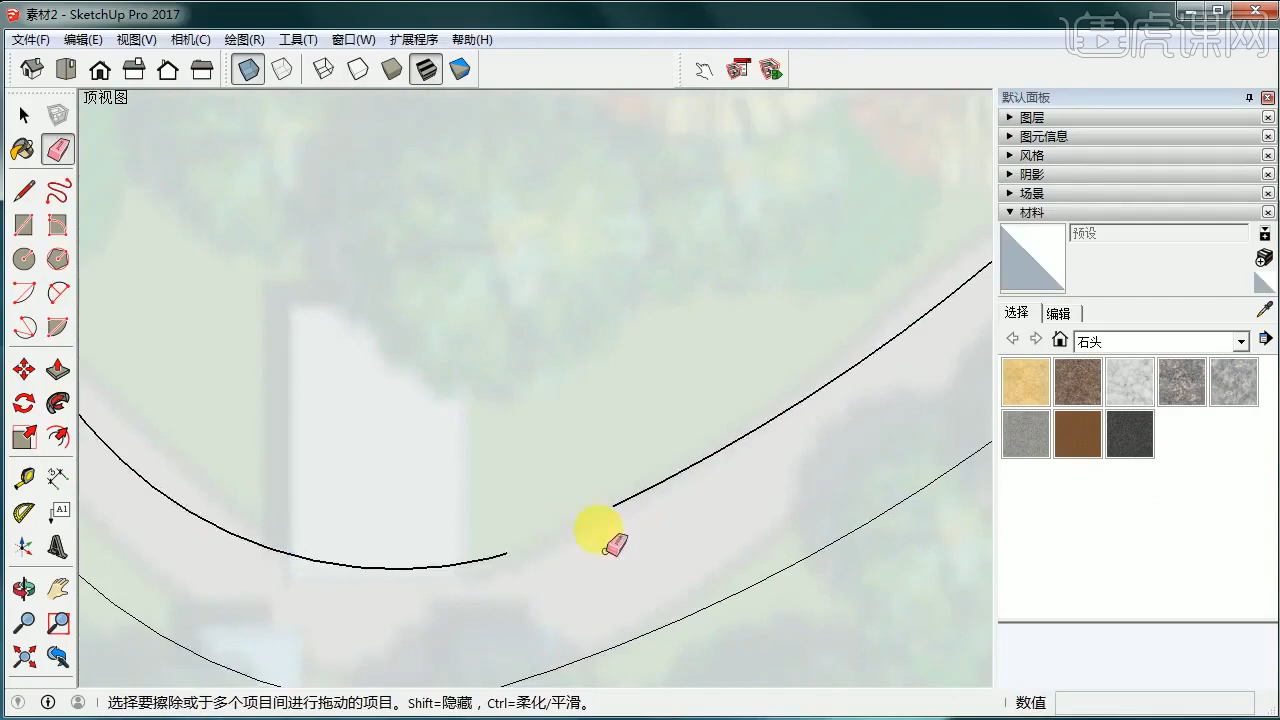 素材2 - SketchUp Pro 2017
虎课网
文件(F) 编辑(E) 视图(V) 相机(C) 绘图(R) 工具(T) 窗口(W) 扩展程序 帮助(H)
顶视图
默认面板
图层
图元信息
风格
阴影
场景
材料
预设
选择 编辑
石头
A1
选择要擦除或于多个项目间进行拖动的项目。Shift=隐藏，Ctrl=柔化/平滑。
数值